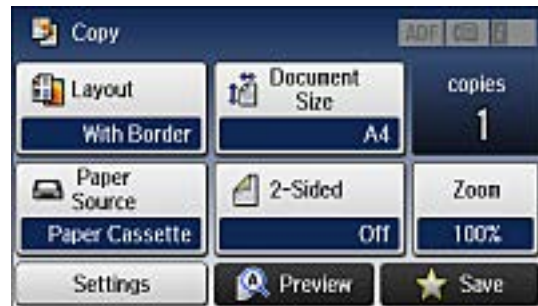 Copy
ADF
Layout
With Border
Document
Size
A4
copies
1
Paper
Source
Paper Cassette
2-Sided
Off
Zoom
100%
Settings
Preview
Save